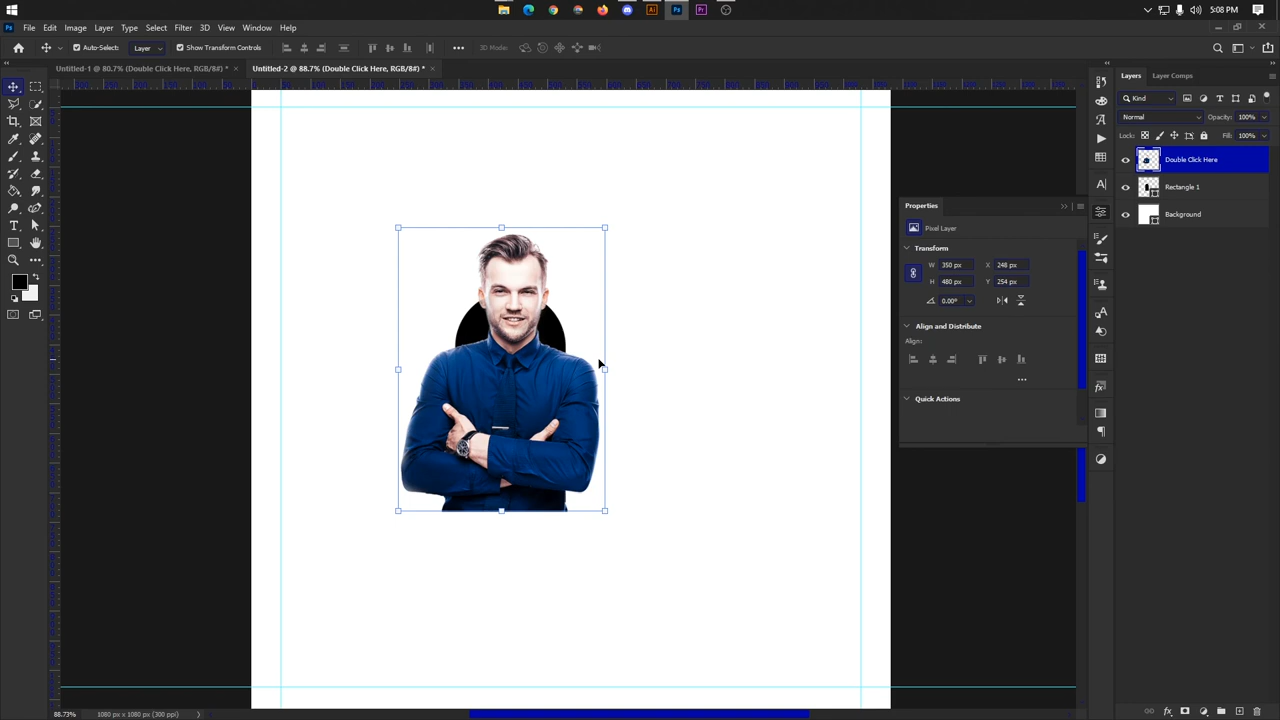 5:08 PM
Ps File Edit Image Layer Type Select Filter 3D View Window Help
Auto-Select: Layer Show Transform Controls 3D Mode:
Untitled-1 @ 80.7% (Double Click Here, RGB/8#) * × Untitled-2 @ 88.7% (Double Click Here, RGB/8#) * ×
Layers Layer Comps
Kind
Normal Opacity: 100%
Lock: Fill: 100%
Double Click Here
Rectangle 1
Background
Properties
Pixel Layer
Transform
W 350 px X 248 px
H 480 px Y 254 px
0.00°
Align and Distribute
Align:
Quick Actions
88.73% 1080 px x 1080 px (300 ppi)